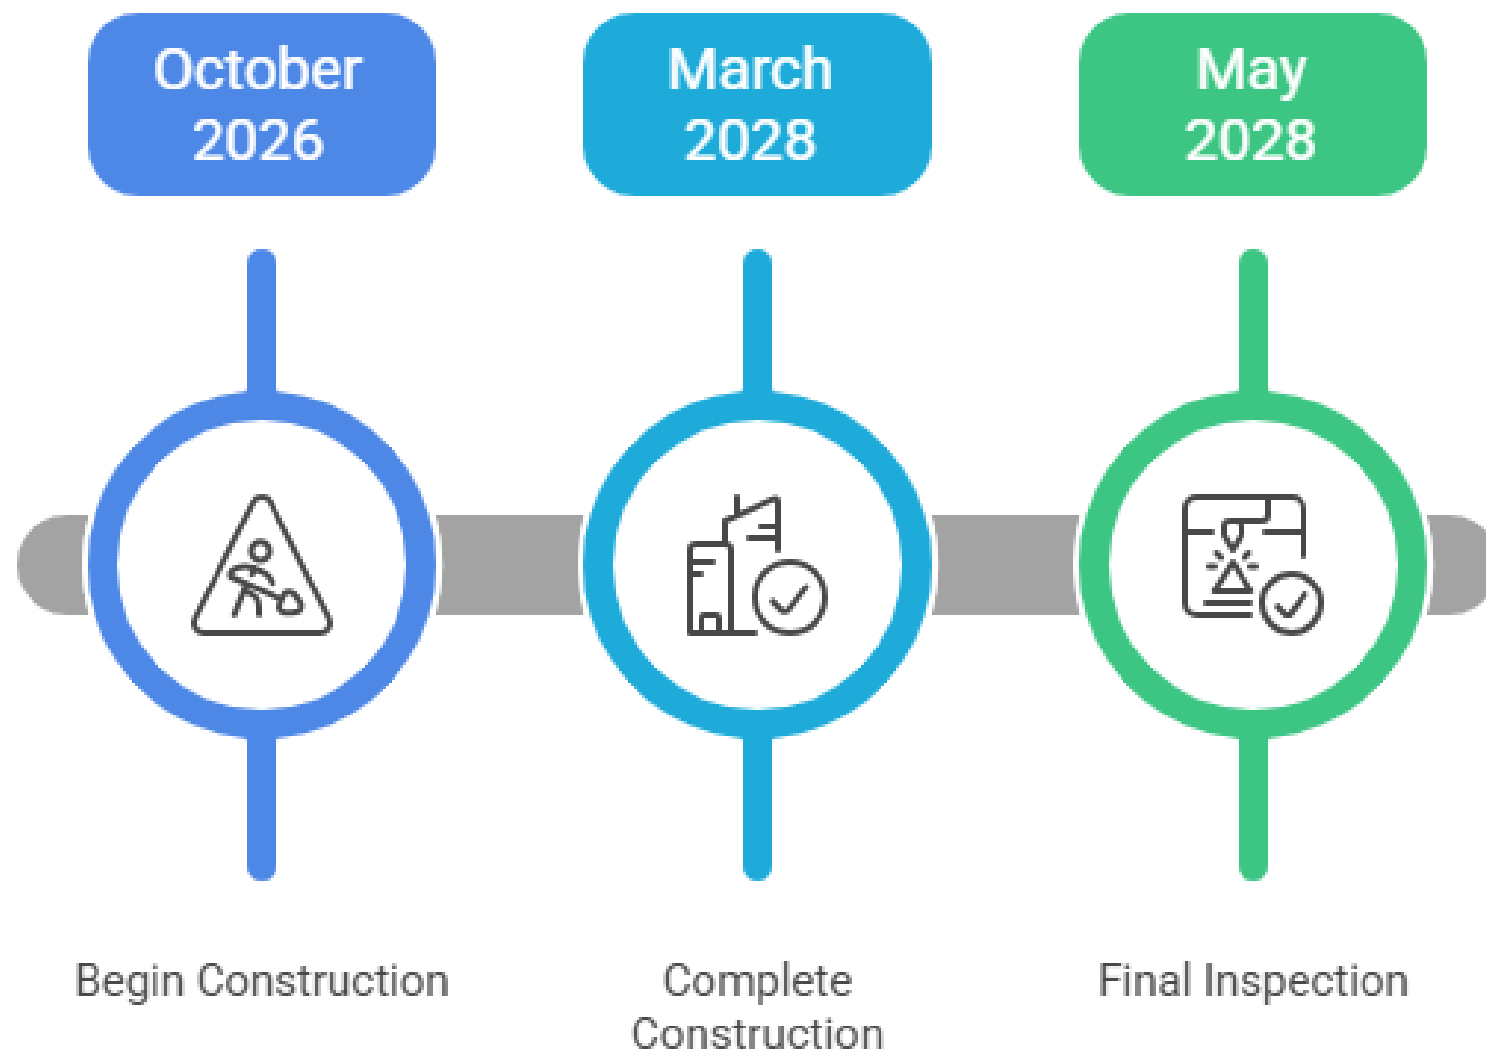 October
2026
March
2028
May
2028
Begin Construction
Complete
Construction
Final Inspection